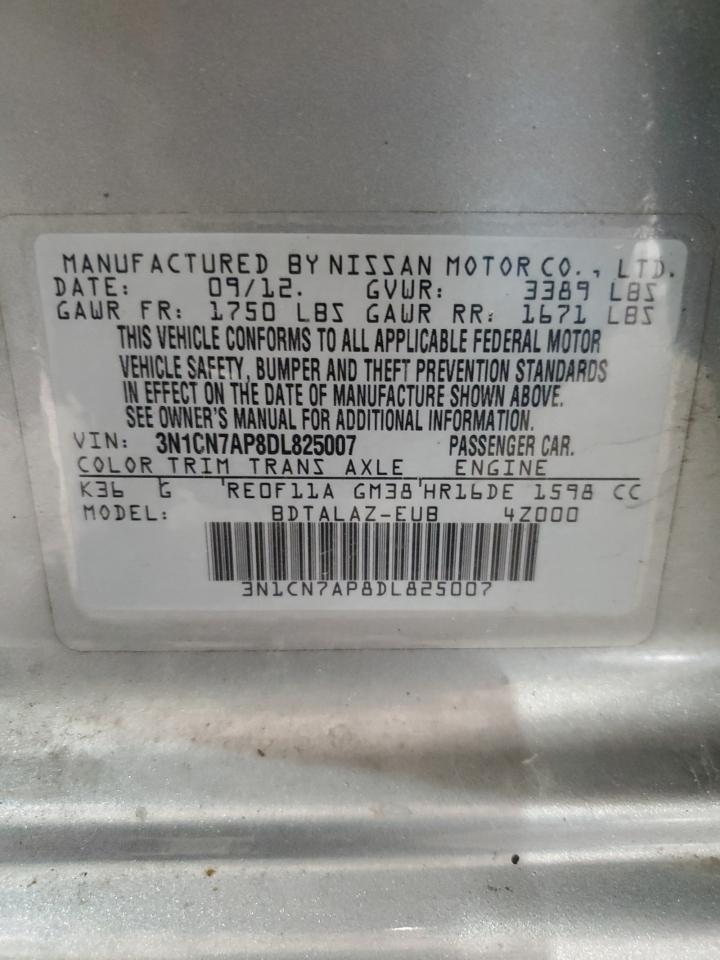 MANUFACTURED BY NISSAN MOTOR CO., LTD.
DATE: 09/12. GVWR: 3389 LBS
GAWR FR: 1750 LBS GAWR RR: 1671 LBS
THIS VEHICLE CONFORMS TO ALL APPLICABLE FEDERAL MOTOR
VEHICLE SAFETY, BUMPER AND THEFT PREVENTION STANDARDS
IN EFFECT ON THE DATE OF MANUFACTURE SHOWN ABOVE.
SEE OWNER'S MANUAL FOR ADDITIONAL INFORMATION.
VIN: 3N1CN7AP8DL825007 PASSENGER CAR.
COLOR TRIM TRANS AXLE ENGINE
K36 G RE0F11A GM38 HR16DE 1598 CC
MODEL: BDTALAZ-EUB 4Z000
3N1CN7AP8DL825007